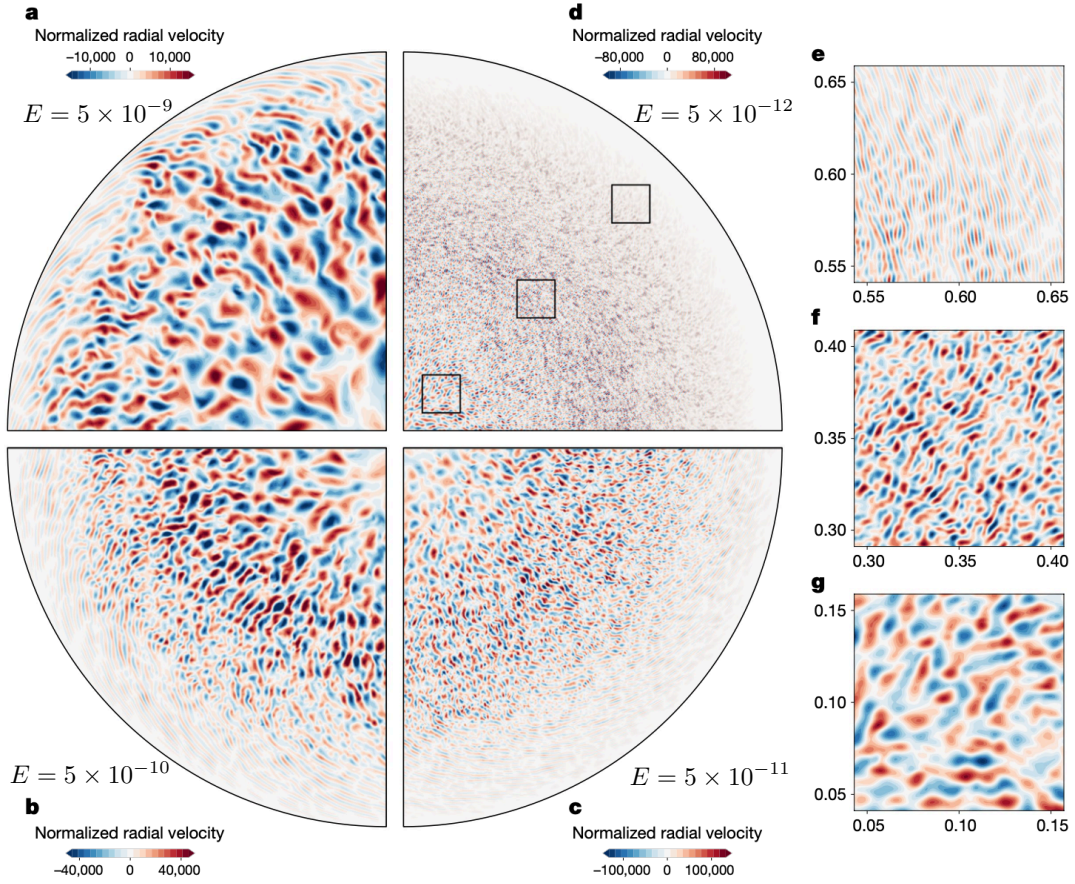 a
Normalized radial velocity
−10,000 0 10,000
E = 5 × 10−9
d
Normalized radial velocity
−80,000 0 80,000
E = 5 × 10−12
e
0.65
0.60
0.55
0.55 0.60 0.65
f
0.40
0.35
0.30
0.30 0.35 0.40
g
0.15
0.10
0.05
0.05 0.10 0.15
E = 5 × 10−10
b
Normalized radial velocity
−40,000 0 40,000
E = 5 × 10−11
c
Normalized radial velocity
−100,000 0 100,000